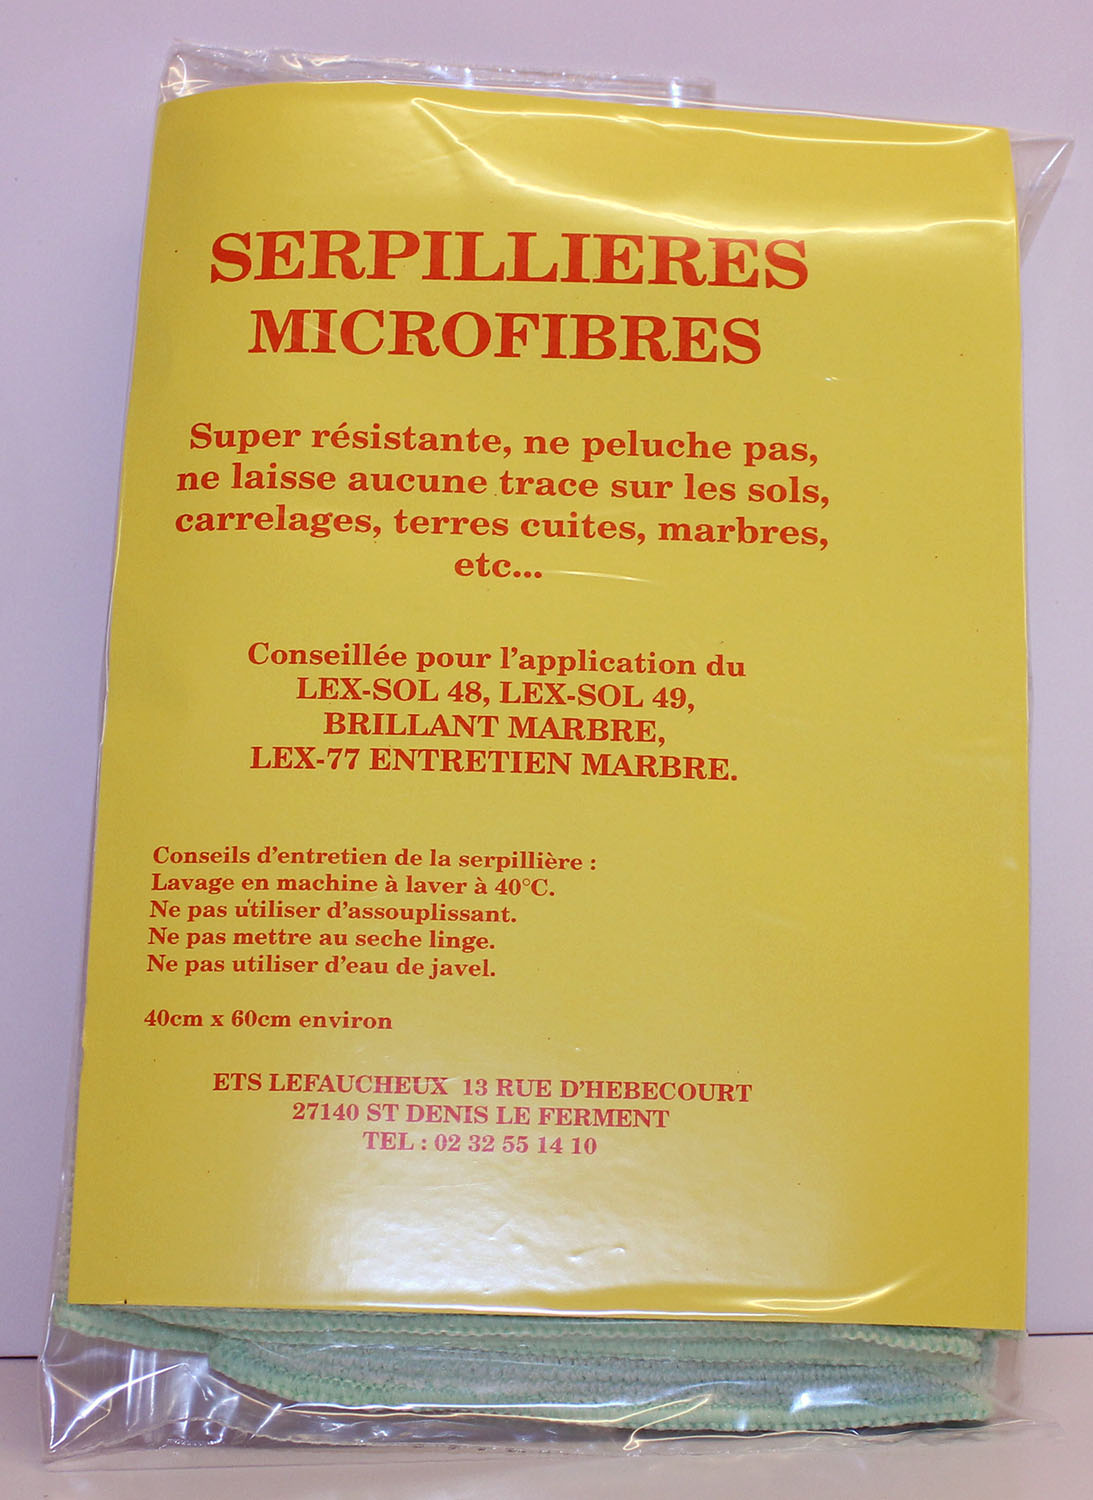 SERPILLIERES
MICROFIBRES
Super résistante, ne peluche pas,
ne laisse aucune trace sur les sols,
carrelages, terres cuites, marbres,
etc...
Conseillée pour l'application du
LEX-SOL 48, LEX-SOL 49,
BRILLANT MARBRE,
LEX-77 ENTRETIEN MARBRE.
Conseils d'entretien de la serpillière :
Lavage en machine à laver à 40°C.
Ne pas utiliser d'assouplissant.
Ne pas mettre au seche linge.
Ne pas utiliser d'eau de javel.
40cm x 60cm environ
ETS LEFAUCHEUX 13 RUE D'HEBECOURT
27140 ST DENIS LE FERMENT
TEL : 02 32 55 14 10